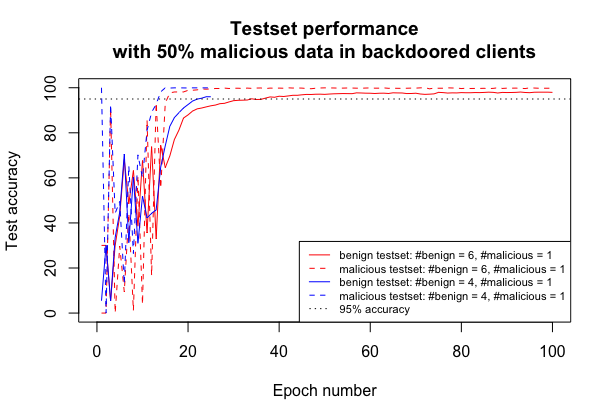 Testset performance
with 50% malicious data in backdoored clients
Test accuracy
100
80
60
40
20
0
benign testset: #benign = 6, #malicious = 1
malicious testset: #benign = 6, #malicious = 1
benign testset: #benign = 4, #malicious = 1
malicious testset: #benign = 4, #malicious = 1
95% accuracy
0 20 40 60 80 100
Epoch number